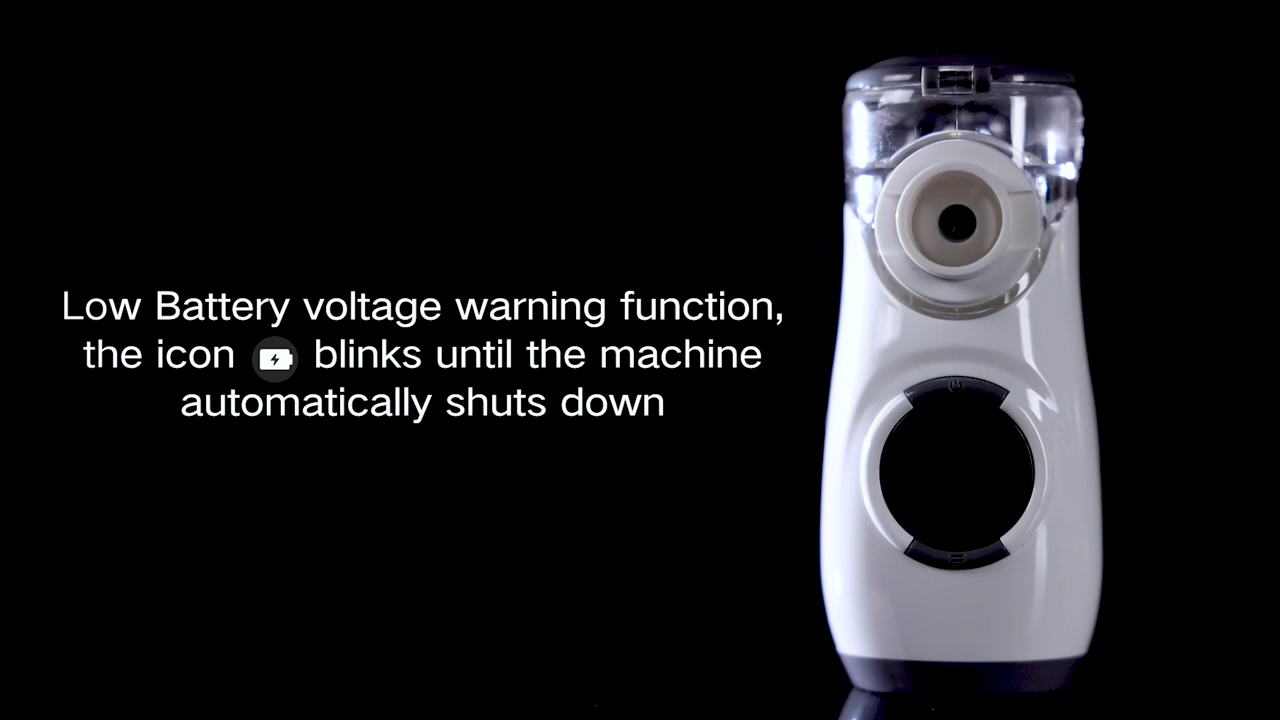 Low Battery voltage warning function,
the icon blinks until the machine
automatically shuts down